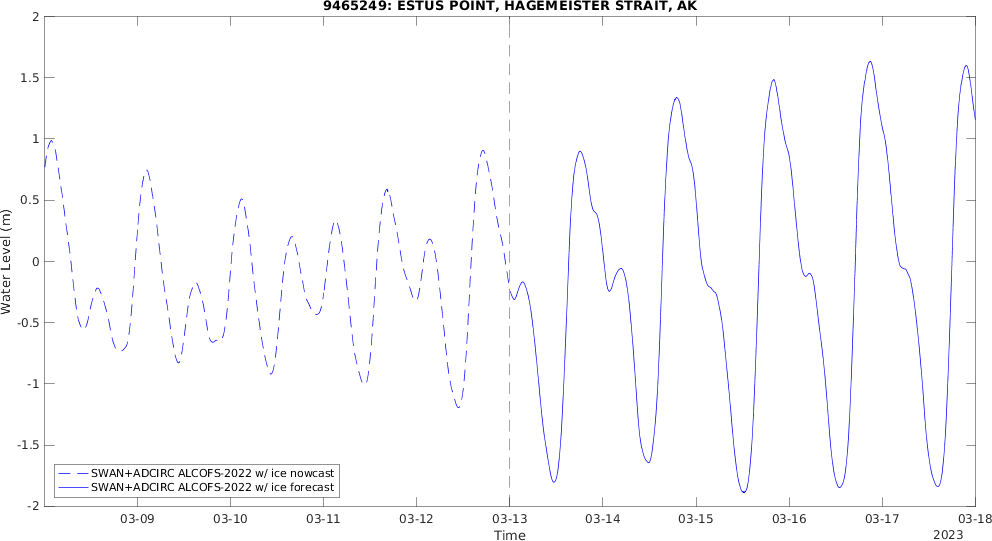 9465249: ESTUS POINT, HAGEMEISTER STRAIT, AK
2
1.5
1
0.5
0
-0.5
-1
-1.5
-2
Water Level (m)
SWAN+ADCIRC ALCOFS-2022 w/ ice nowcast
SWAN+ADCIRC ALCOFS-2022 w/ ice forecast
03-09 03-10 03-11 03-12 03-13 03-14 03-15 03-16 03-17 03-18
Time
2023